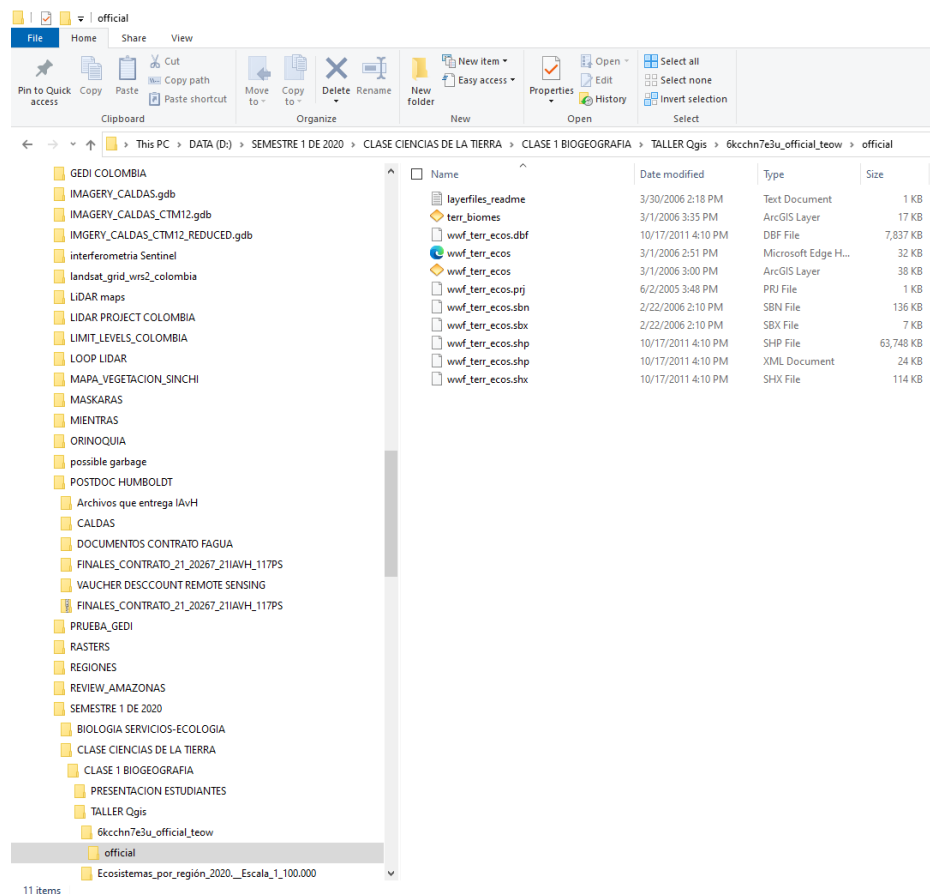 official
File Home Share View
Pin to Quick access
Copy
Paste
Cut
Copy path
Paste shortcut
Move to
Copy to
Delete
Rename
New folder
New item
Easy access
Properties
Open
Edit
History
Select all
Select none
Invert selection
Clipboard Organize New Open Select
This PC > DATA (D:) > SEMESTRE 1 DE 2020 > CLASE CIENCIAS DE LA TIERRA > CLASE 1 BIOGEOGRAFIA > TALLER Qgis > 6kcchn7e3u_official_teow > official
GEDI COLOMBIA
IMAGERY_CALDAS.gdb
IMAGERY_CALDAS_CTM12.gdb
IMGERY_CALDAS_CTM12_REDUCED.gdb
interferometria Sentinel
landsat_grid_wrs2_colombia
LiDAR maps
LIDAR PROJECT COLOMBIA
LIMIT_LEVELS_COLOMBIA
LOOP LIDAR
MAPA_VEGETACION_SINCHI
MASKARAS
MIENTRAS
ORINOQUIA
possible garbage
POSTDOC HUMBOLDT
Archivos que entrega IAvH
CALDAS
DOCUMENTOS CONTRATO FAGUA
FINALES_CONTRATO_21_20267_21IAVH_117PS
VAUCHER DESCCOUNT REMOTE SENSING
FINALES_CONTRATO_21_20267_21IAVH_117PS
PRUEBA_GEDI
RASTERS
REGIONES
REVIEW_AMAZONAS
SEMESTRE 1 DE 2020
BIOLOGIA SERVICIOS-ECOLOGIA
CLASE CIENCIAS DE LA TIERRA
CLASE 1 BIOGEOGRAFIA
PRESENTACION ESTUDIANTES
TALLER Qgis
6kcchn7e3u_official_teow
official
Ecosistemas_por_región_2020.__Escala_1_100.000
Name Date modified Type Size
layerfiles_readme 3/30/2006 2:18 PM Text Document 1 KB
terr_biomes 3/1/2006 3:35 PM ArcGIS Layer 17 KB
wwf_terr_ecos.dbf 10/17/2011 4:10 PM DBF File 7,837 KB
wwf_terr_ecos 3/1/2006 2:51 PM Microsoft Edge H... 32 KB
wwf_terr_ecos 3/1/2006 3:00 PM ArcGIS Layer 38 KB
wwf_terr_ecos.prj 6/2/2005 3:48 PM PRJ File 1 KB
wwf_terr_ecos.sbn 2/22/2006 2:10 PM SBN File 136 KB
wwf_terr_ecos.sbx 2/22/2006 2:10 PM SBX File 7 KB
wwf_terr_ecos.shp 10/17/2011 4:10 PM SHP File 63,748 KB
wwf_terr_ecos.shp 10/17/2011 4:10 PM XML Document 24 KB
wwf_terr_ecos.shx 10/17/2011 4:10 PM SHX File 114 KB
11 items